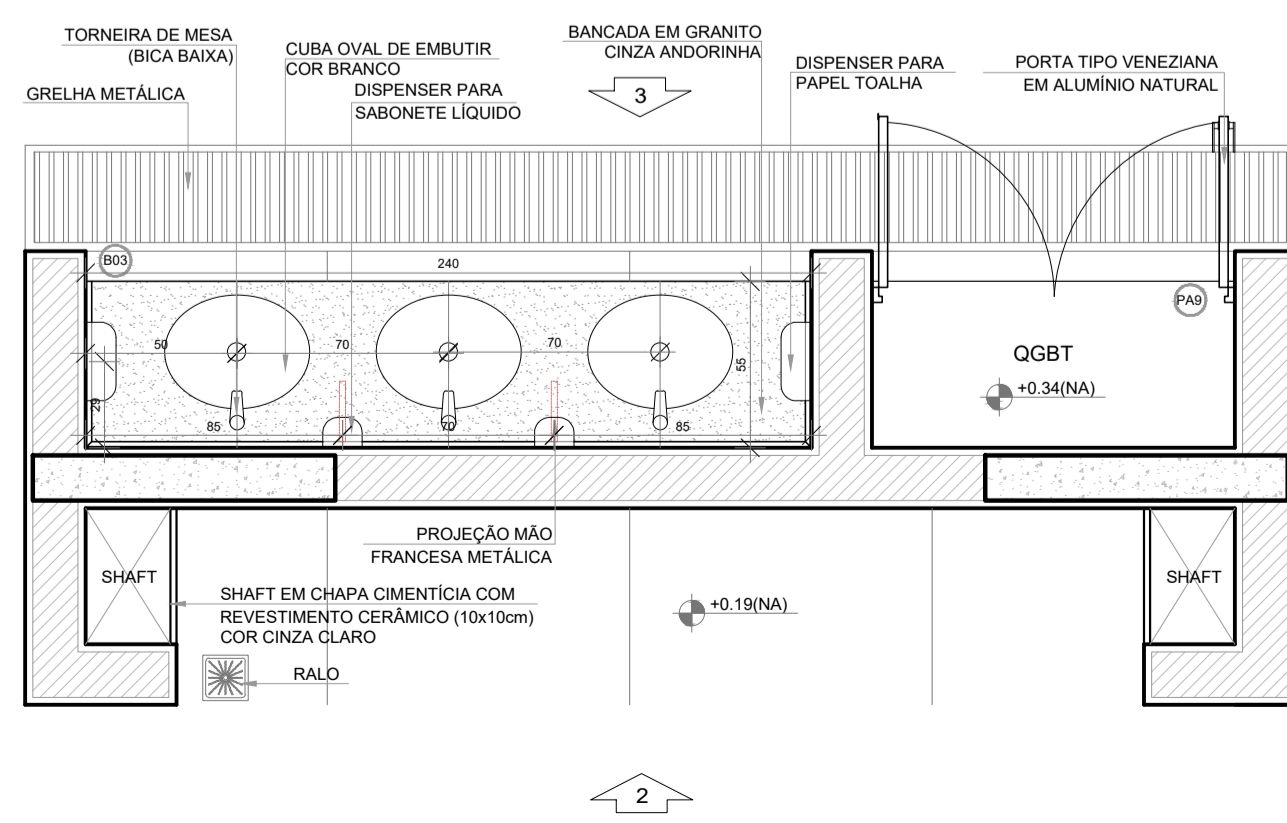 TORNEIRA DE MESA
(BICA BAIXA)
GRELHA METÁLICA
CUBA OVAL DE EMBUTIR
COR BRANCO
DISPENSER PARA
SABONETE LÍQUIDO
BANCADA EM GRANITO
CINZA ANDORINHA
3
DISPENSER PARA
PAPEL TOALHA
PORTA TIPO VENEZIANA
EM ALUMÍNIO NATURAL
B03
240
50
70
70
55
29
85
70
85
PA9
QGBT
+0.34(NA)
PROJEÇÃO MÃO
FRANCESA METÁLICA
SHAFT
SHAFT EM CHAPA CIMENTÍCIA COM
REVESTIMENTO CERÂMICO (10x10cm)
COR CINZA CLARO
+0.19(NA)
SHAFT
RALO
2